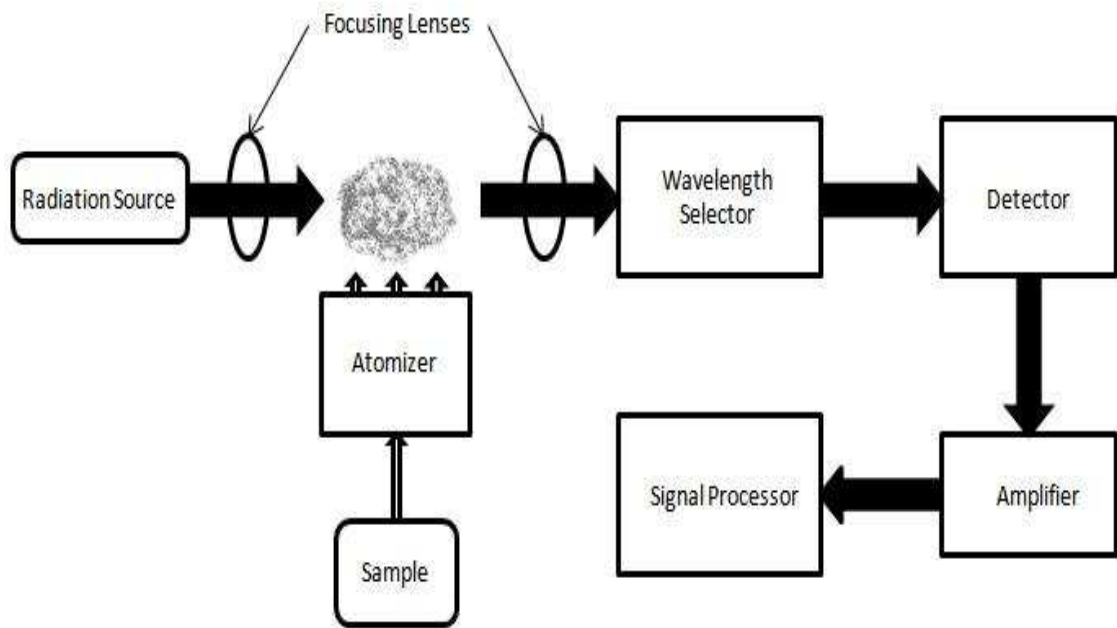 Focusing Lenses
Radiation Source
Wavelength
Selector
Detector
Atomizer
Signal Processor
Amplifier
Sample